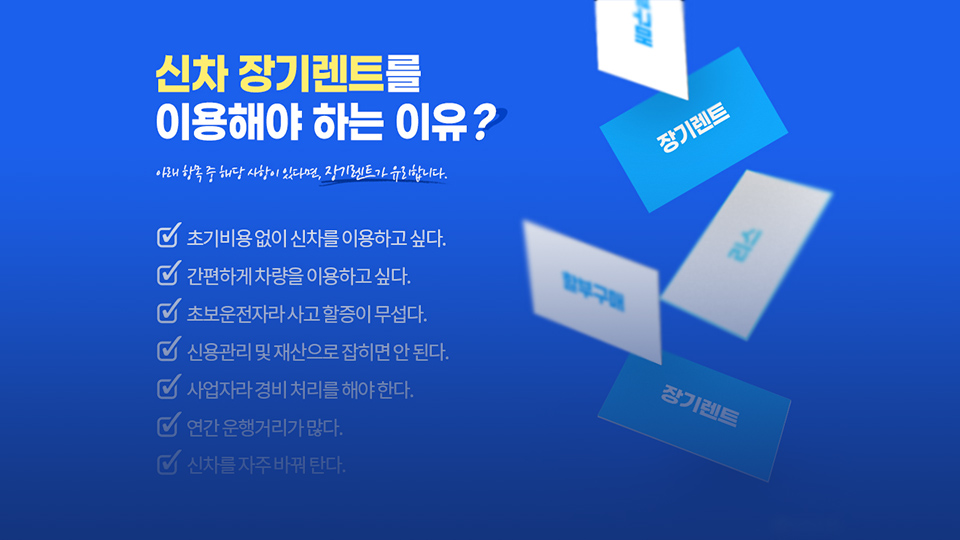 신차 장기렌트를
이용해야 하는 이유?
아래 항목 중 해당 사항이 있다면, 장기렌트가 유리합니다.
초기비용 없이 신차를 이용하고 싶다.
간편하게 차량을 이용하고 싶다.
초보운전자라 사고 할증이 무섭다.
신용관리 및 재산으로 잡히면 안 된다.
사업자라 경비 처리를 해야 한다.
연간 운행거리가 많다.
신차를 자주 바꿔 탄다.
장기렌트
리스
할부구매
장기렌트